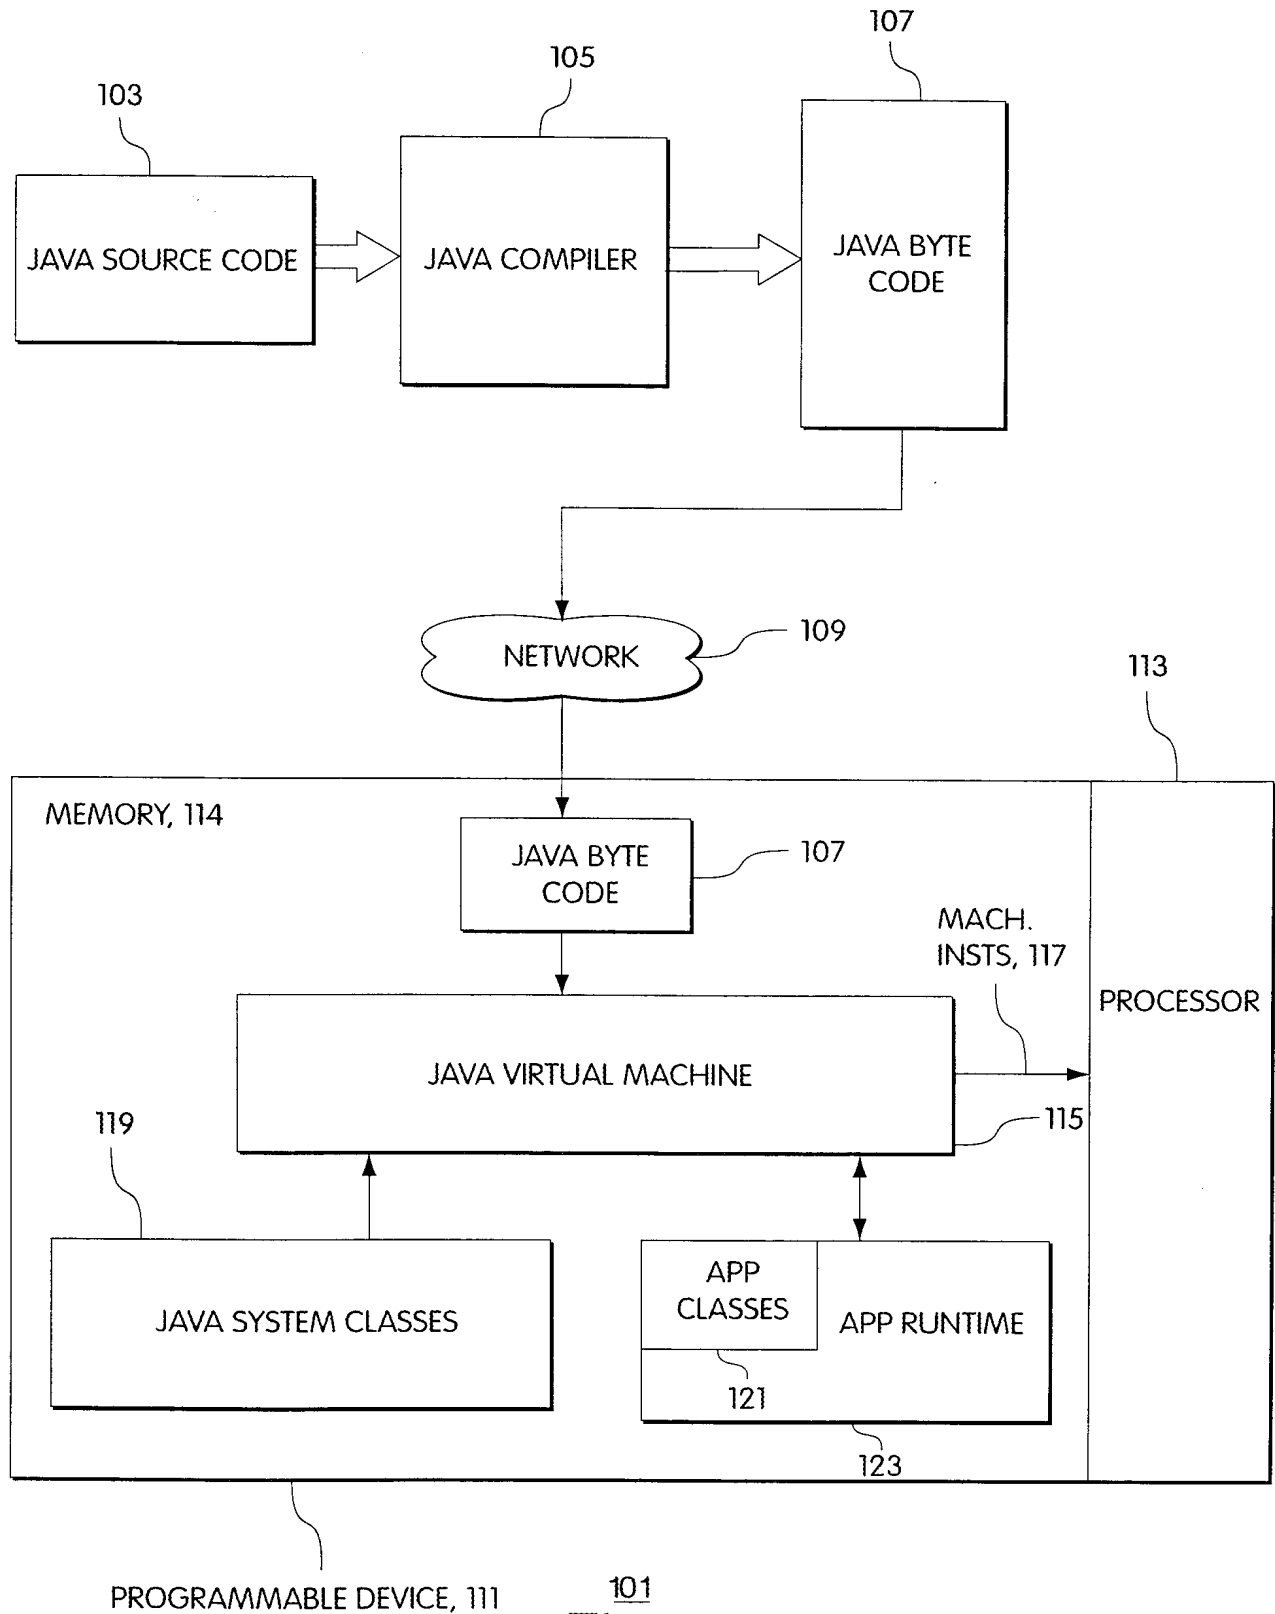 107
105
103
JAVA SOURCE CODE
JAVA COMPILER
JAVA BYTE
CODE
NETWORK
109
113
MEMORY, 114
JAVA BYTE
CODE
107
MACH.
INSTS, 117
PROCESSOR
JAVA VIRTUAL MACHINE
115
119
JAVA SYSTEM CLASSES
APP
CLASSES
APP RUNTIME
121
123
PROGRAMMABLE DEVICE, 111
101